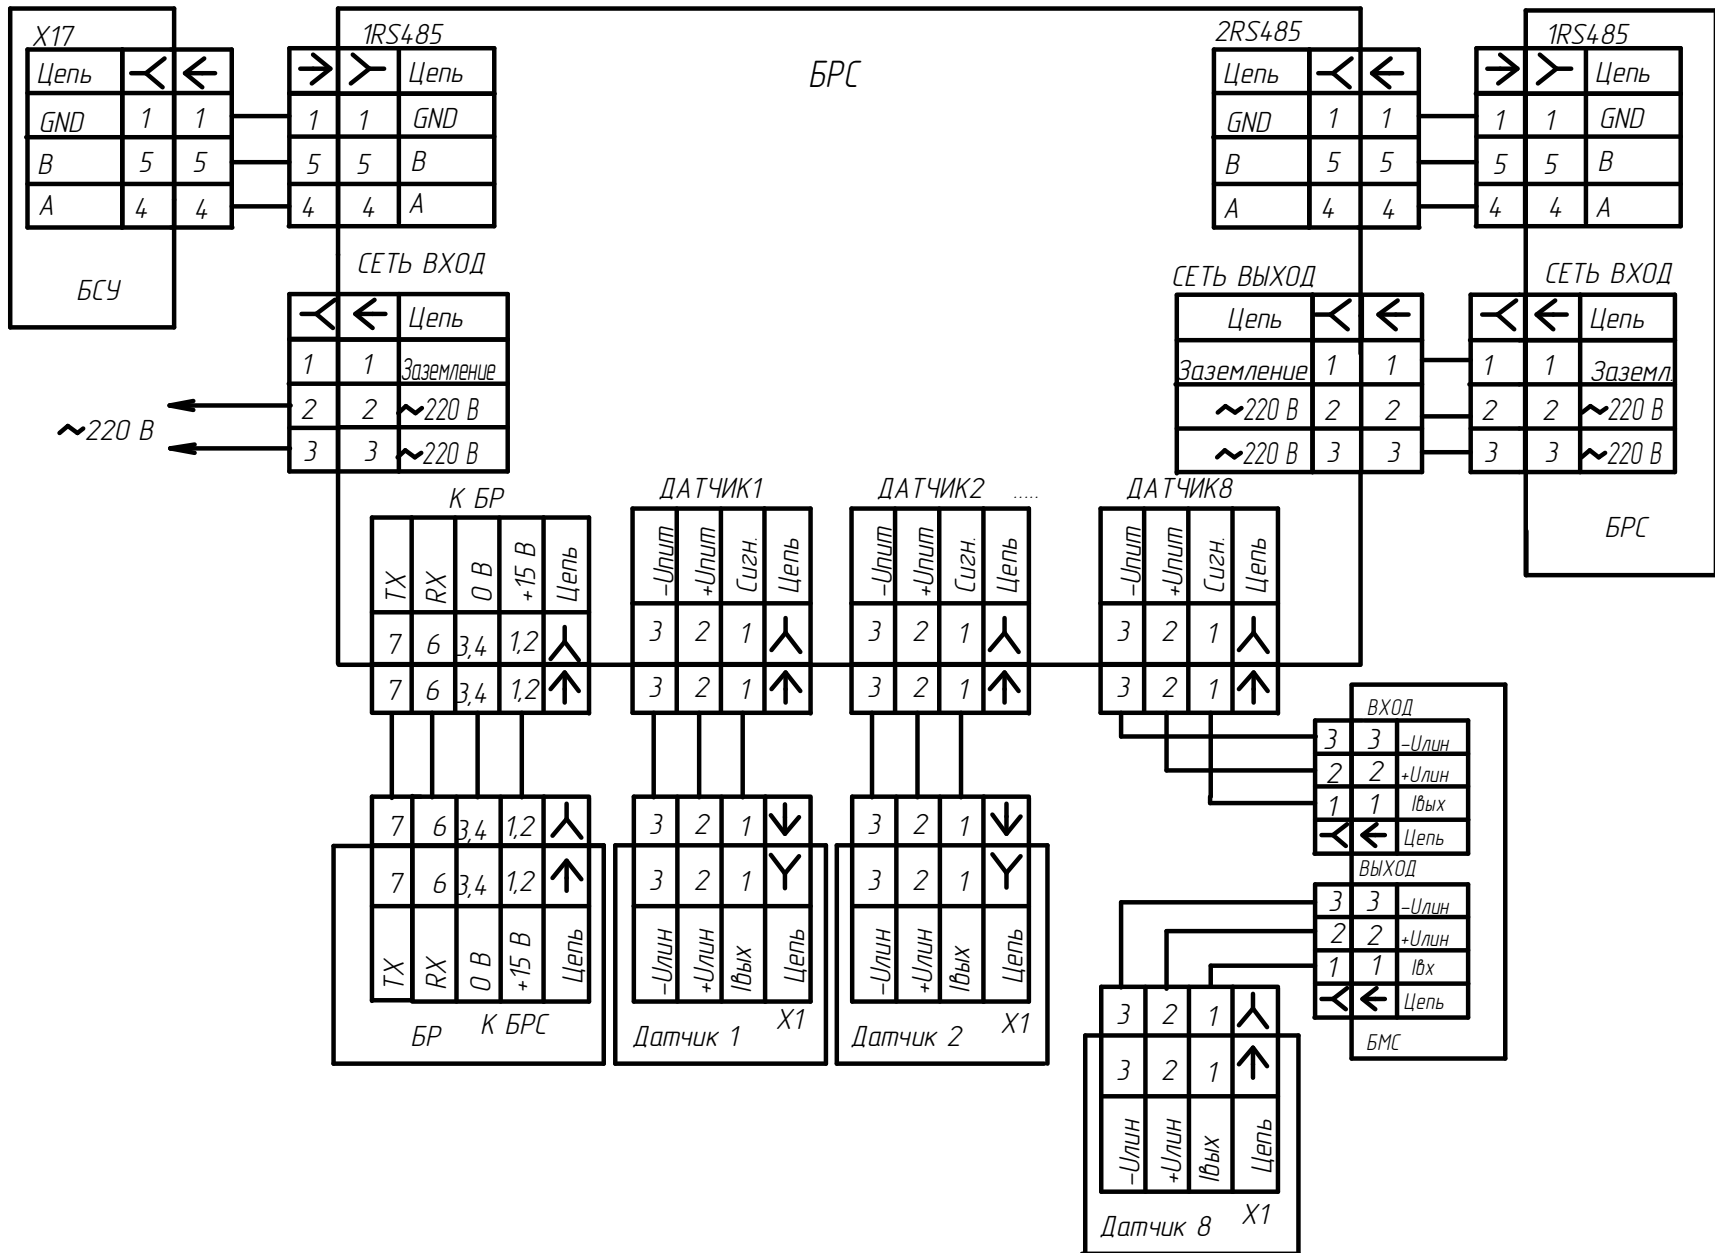 X17
Цепь
GND 1 1
B 5 5
A 4 4
БСУ
1RS485
Цепь
1 1 GND
5 5 B
4 4 A
БРС
2RS485
Цепь
GND 1 1
B 5 5
A 4 4
1RS485
Цепь
1 1 GND
5 5 B
4 4 A
СЕТЬ ВХОД
Цепь
1 1 Заземление
2 2 ~220 В
3 3 ~220 В
~220 В
СЕТЬ ВЫХОД
Цепь
Заземление 1 1
~220 В 2 2
~220 В 3 3
СЕТЬ ВХОД
Цепь
1 1 Заземл.
2 2 ~220 В
3 3 ~220 В
БРС
К БР
TX RX 0 В +15 В Цепь
7 6 3,4 1,2
7 6 3,4 1,2
ДАТЧИК1
-Uпит +Uпит Сигн. Цепь
3 2 1
3 2 1
ДАТЧИК2 .....
-Uпит +Uпит Сигн. Цепь
3 2 1
3 2 1
ДАТЧИК8
-Uпит +Uпит Сигн. Цепь
3 2 1
3 2 1
7 6 3,4 1,2
7 6 3,4 1,2
TX RX 0 В +15 В Цепь
БР К БРС
3 2 1
3 2 1
-Uлин +Uлин Iвых Цепь
Датчик 1 X1
3 2 1
3 2 1
-Uлин +Uлин Iвых Цепь
Датчик 2 X1
ВХОД
3 3 -Uлин
2 2 +Uлин
1 1 Iвых
Цепь
ВЫХОД
3 3 -Uлин
2 2 +Uлин
1 1 Iвх
Цепь
БМС
3 2 1
3 2 1
-Uлин +Uлин Iвых Цепь
Датчик 8 X1